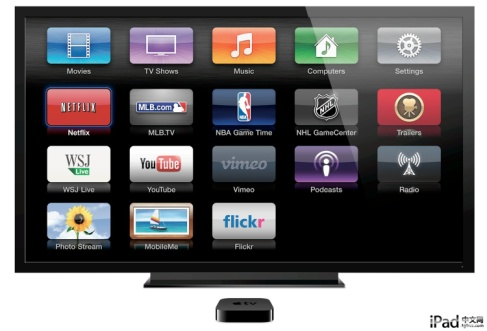 Movies TV Shows Music Computers Settings
NETFLIX MLB.com NBA NHL
Netflix MLB.TV NBA Game Time NHL GameCenter Trailers
WSJ Live YouTube vimeo
WSJ Live YouTube Vimeo Podcasts Radio
flickr
Photo Stream MobileMe Flickr
tv
iPad 中文网